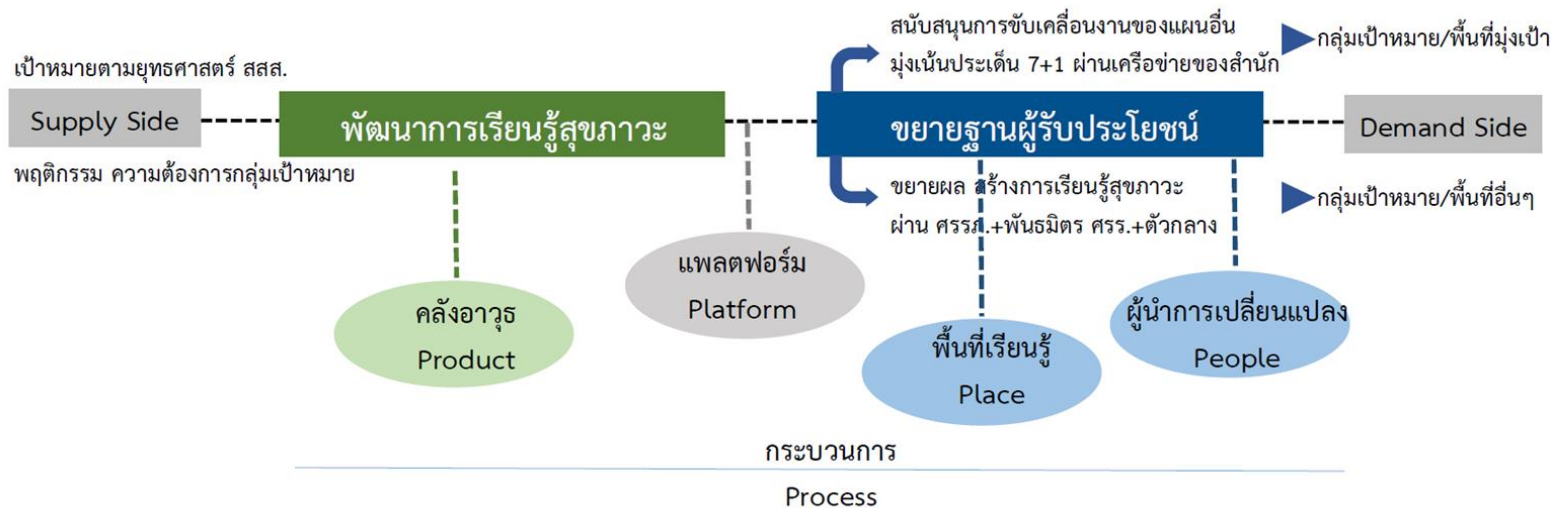 สนับสนุนการขับเคลื่อนงานของแผนอื่น
มุ่งเน้นประเด็น 7+1 ผ่านเครือข่ายของสำนัก
กลุ่มเป้าหมาย/พื้นที่มุ่งเป้า
เป้าหมายตามยุทธศาสตร์ สสส.
Supply Side
พัฒนาการเรียนรู้สุขภาวะ
ขยายฐานผู้รับประโยชน์
Demand Side
พฤติกรรม ความต้องการกลุ่มเป้าหมาย
ขยายผล สร้างการเรียนรู้สุขภาวะ
ผ่าน ศรรภ.+พันธมิตร ศรร.+ตัวกลาง
กลุ่มเป้าหมาย/พื้นที่อื่นๆ
คลังอาวุธ
Product
แพลตฟอร์ม
Platform
พื้นที่เรียนรู้
Place
ผู้นำการเปลี่ยนแปลง
People
กระบวนการ
Process